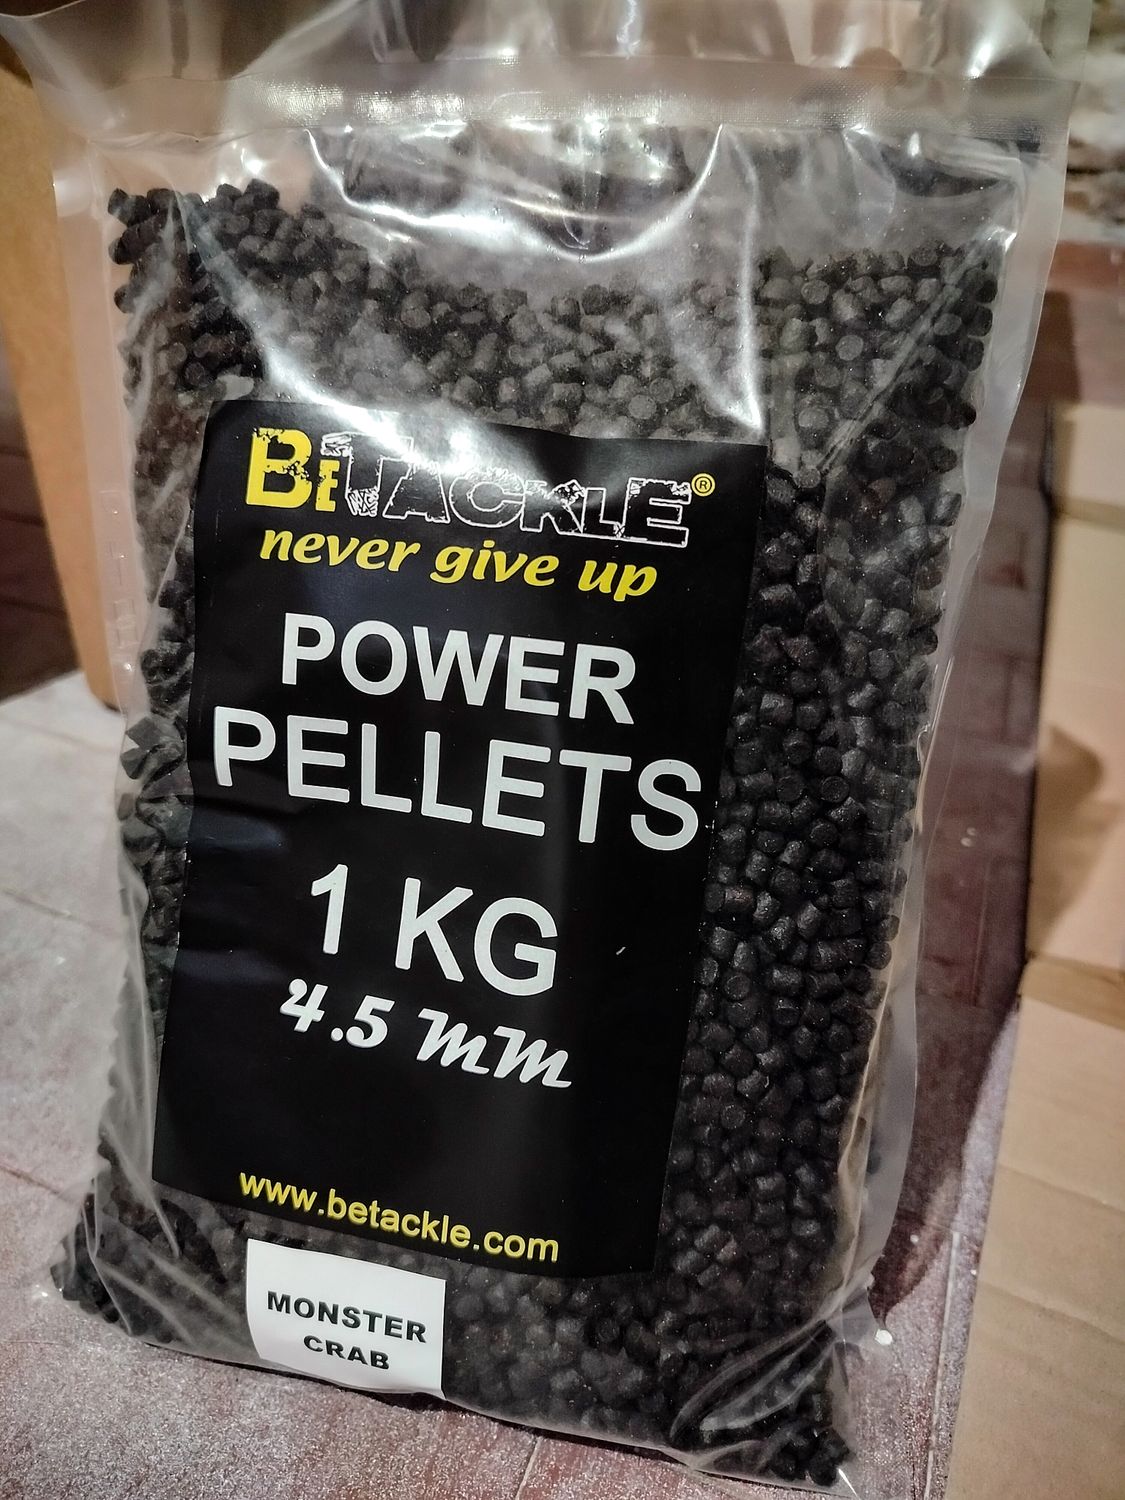 BeTACKLE®
never give up
POWER
PELLETS
1 KG
4.5 mm
www.betackle.com
MONSTER
CRAB